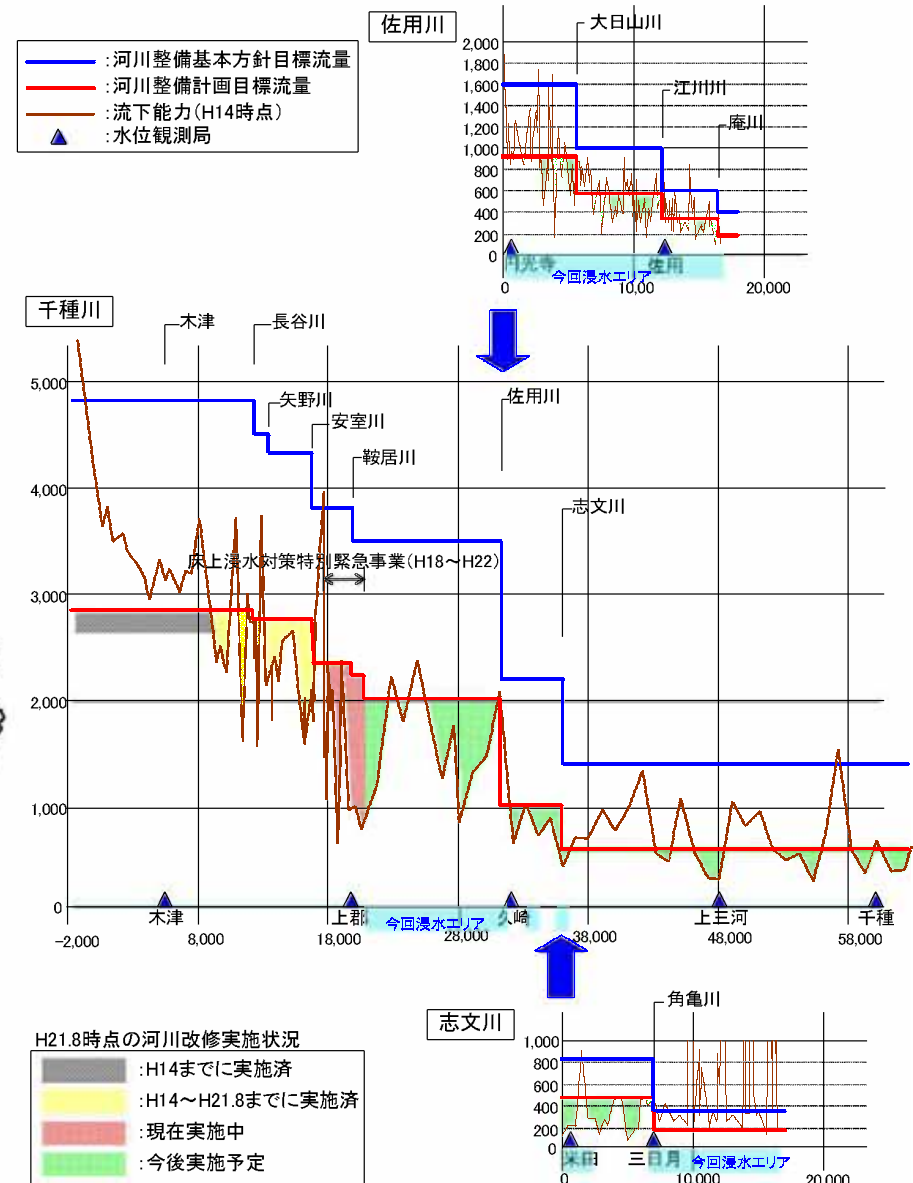 佐用川
:河川整備基本方針目標流量
:河川整備計画目標流量
:流下能力(H14時点)
:水位観測局
大日山川
江川川
庵川
2,000
1,800
1,600
1,400
1,200
1,000
800
600
400
200
0
円光寺
佐用
今回浸水エリア
0
10,00
20,000
千種川
木津
長谷川
矢野川
安室川
鞍居川
佐用川
志文川
5,000
4,000
床上浸水対策特別緊急事業(H18～H22)
3,000
2,000
1,000
0
木津
上郡
今回浸水エリア
久崎
上三河
千種
-2,000
8,000
18,000
28,000
38,000
48,000
58,000
志文川
角亀川
1,000
800
600
400
200
0
米田
三日月
今回浸水エリア
0
10,000
20,000
H21.8時点の河川改修実施状況
:H14までに実施済
:H14～H21.8までに実施済
:現在実施中
:今後実施予定